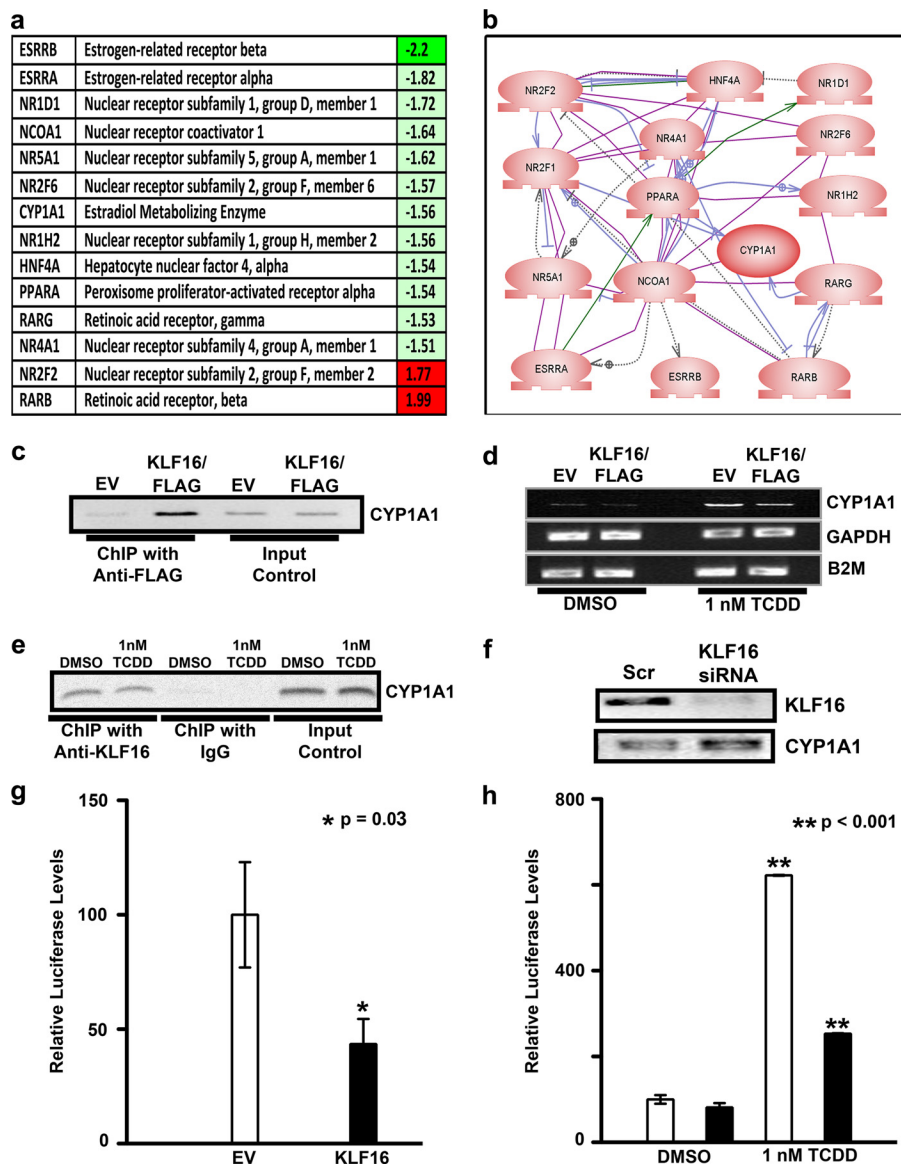 a
ESRRB Estrogen-related receptor beta -2.2
ESRRA Estrogen-related receptor alpha -1.82
NR1D1 Nuclear receptor subfamily 1, group D, member 1 -1.72
NCOA1 Nuclear receptor coactivator 1 -1.64
NR5A1 Nuclear receptor subfamily 5, group A, member 1 -1.62
NR2F6 Nuclear receptor subfamily 2, group F, member 6 -1.57
CYP1A1 Estradiol Metabolizing Enzyme -1.56
NR1H2 Nuclear receptor subfamily 1, group H, member 2 -1.56
HNF4A Hepatocyte nuclear factor 4, alpha -1.54
PPARA Peroxisome proliferator-activated receptor alpha -1.54
RARG Retinoic acid receptor, gamma -1.53
NR4A1 Nuclear receptor subfamily 4, group A, member 1 -1.51
NR2F2 Nuclear receptor subfamily 2, group F, member 2 1.77
RARB Retinoic acid receptor, beta 1.99
b
NR2F2 HNF4A NR1D1
NR4A1 NR2F6
NR2F1
PPARA NR1H2
CYP1A1
NR5A1 NCOA1 RARG
ESRRA ESRRB RARB
c
KLF16/ KLF16/
EV FLAG EV FLAG
CYP1A1
ChIP with Input
Anti-FLAG Control
d
KLF16/ KLF16/
EV FLAG EV FLAG
CYP1A1
GAPDH
B2M
DMSO 1 nM TCDD
e
1nM 1nM 1nM
DMSO TCDD DMSO TCDD DMSO TCDD
CYP1A1
ChIP with ChIP with Input
Anti-KLF16 IgG Control
f
KLF16
Scr siRNA
KLF16
CYP1A1
g
Relative Luciferase Levels
150
100
50
0
* p = 0.03
*
EV KLF16
h
Relative Luciferase Levels
800
400
0
** p < 0.001
**
**
DMSO 1 nM TCDD